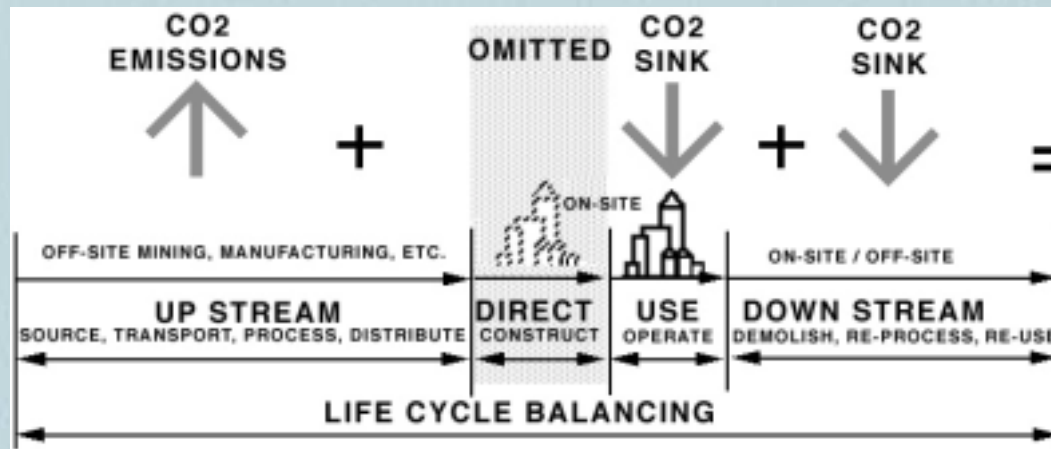 CO2
EMISSIONS
+
OMITTED
CO2
SINK
+
CO2
SINK
=
ON-SITE
OFF-SITE MINING, MANUFACTURING, ETC.
ON-SITE / OFF-SITE
UP STREAM
SOURCE, TRANSPORT, PROCESS, DISTRIBUTE
DIRECT
CONSTRUCT
USE
OPERATE
DOWN STREAM
DEMOLISH, RE-PROCESS, RE-USE
LIFE CYCLE BALANCING